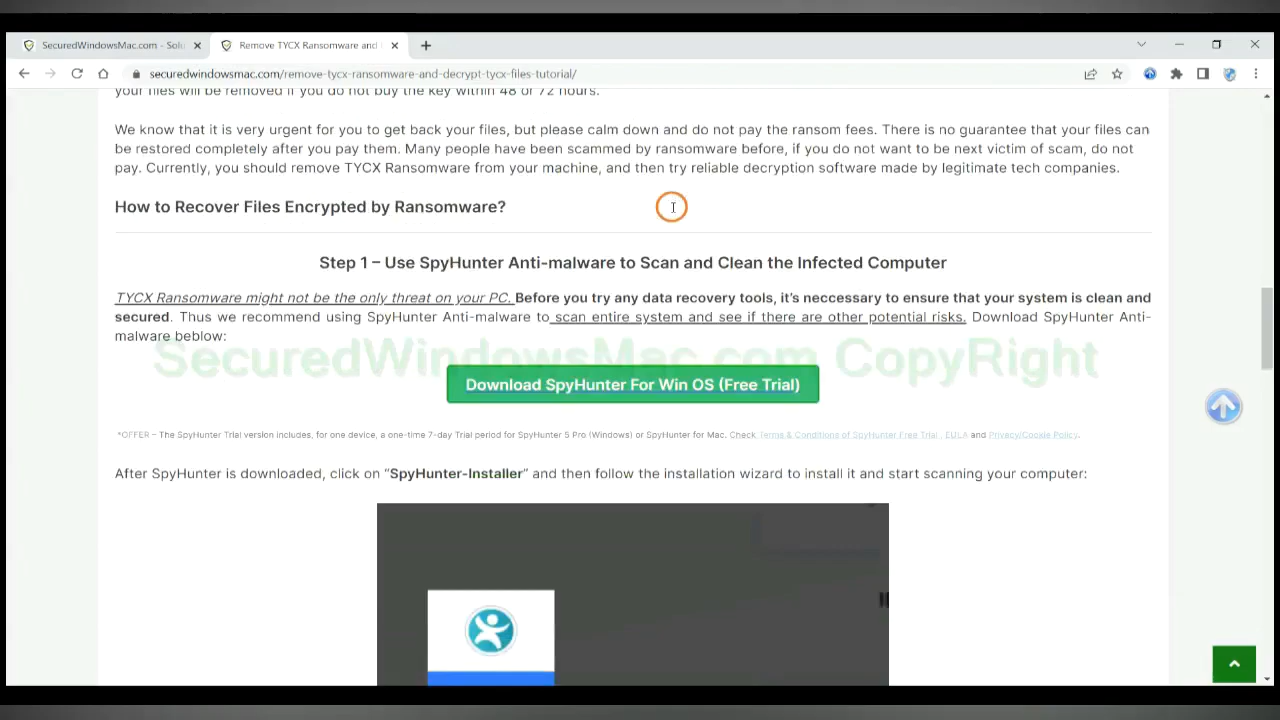 SecuredWindowsMac.com - Solu
Remove TYCX Ransomware and
securedwindowsmac.com/remove-tycx-ransomware-and-decrypt-tycx-files-tutorial/
your files will be removed if you do not buy the key within 48 or 72 hours.
We know that it is very urgent for you to get back your files, but please calm down and do not pay the ransom fees. There is no guarantee that your files can
be restored completely after you pay them. Many people have been scammed by ransomware before, if you do not want to be next victim of scam, do not
pay. Currently, you should remove TYCX Ransomware from your machine, and then try reliable decryption software made by legitimate tech companies.
How to Recover Files Encrypted by Ransomware?
Step 1 – Use SpyHunter Anti-malware to Scan and Clean the Infected Computer
TYCX Ransomware might not be the only threat on your PC. Before you try any data recovery tools, it's neccessary to ensure that your system is clean and
secured. Thus we recommend using SpyHunter Anti-malware to scan entire system and see if there are other potential risks. Download SpyHunter Anti-
malware beblow:
SecuredWindowsMac.com CopyRight
Download SpyHunter For Win OS (Free Trial)
*OFFER – The SpyHunter Trial version includes, for one device, a one-time 7-day Trial period for SpyHunter 5 Pro (Windows) or SpyHunter for Mac. Check Terms & Conditions of SpyHunter Free Trial , EULA and Privacy/Cookie Policy.
After SpyHunter is downloaded, click on “SpyHunter-Installer” and then follow the installation wizard to install it and start scanning your computer: